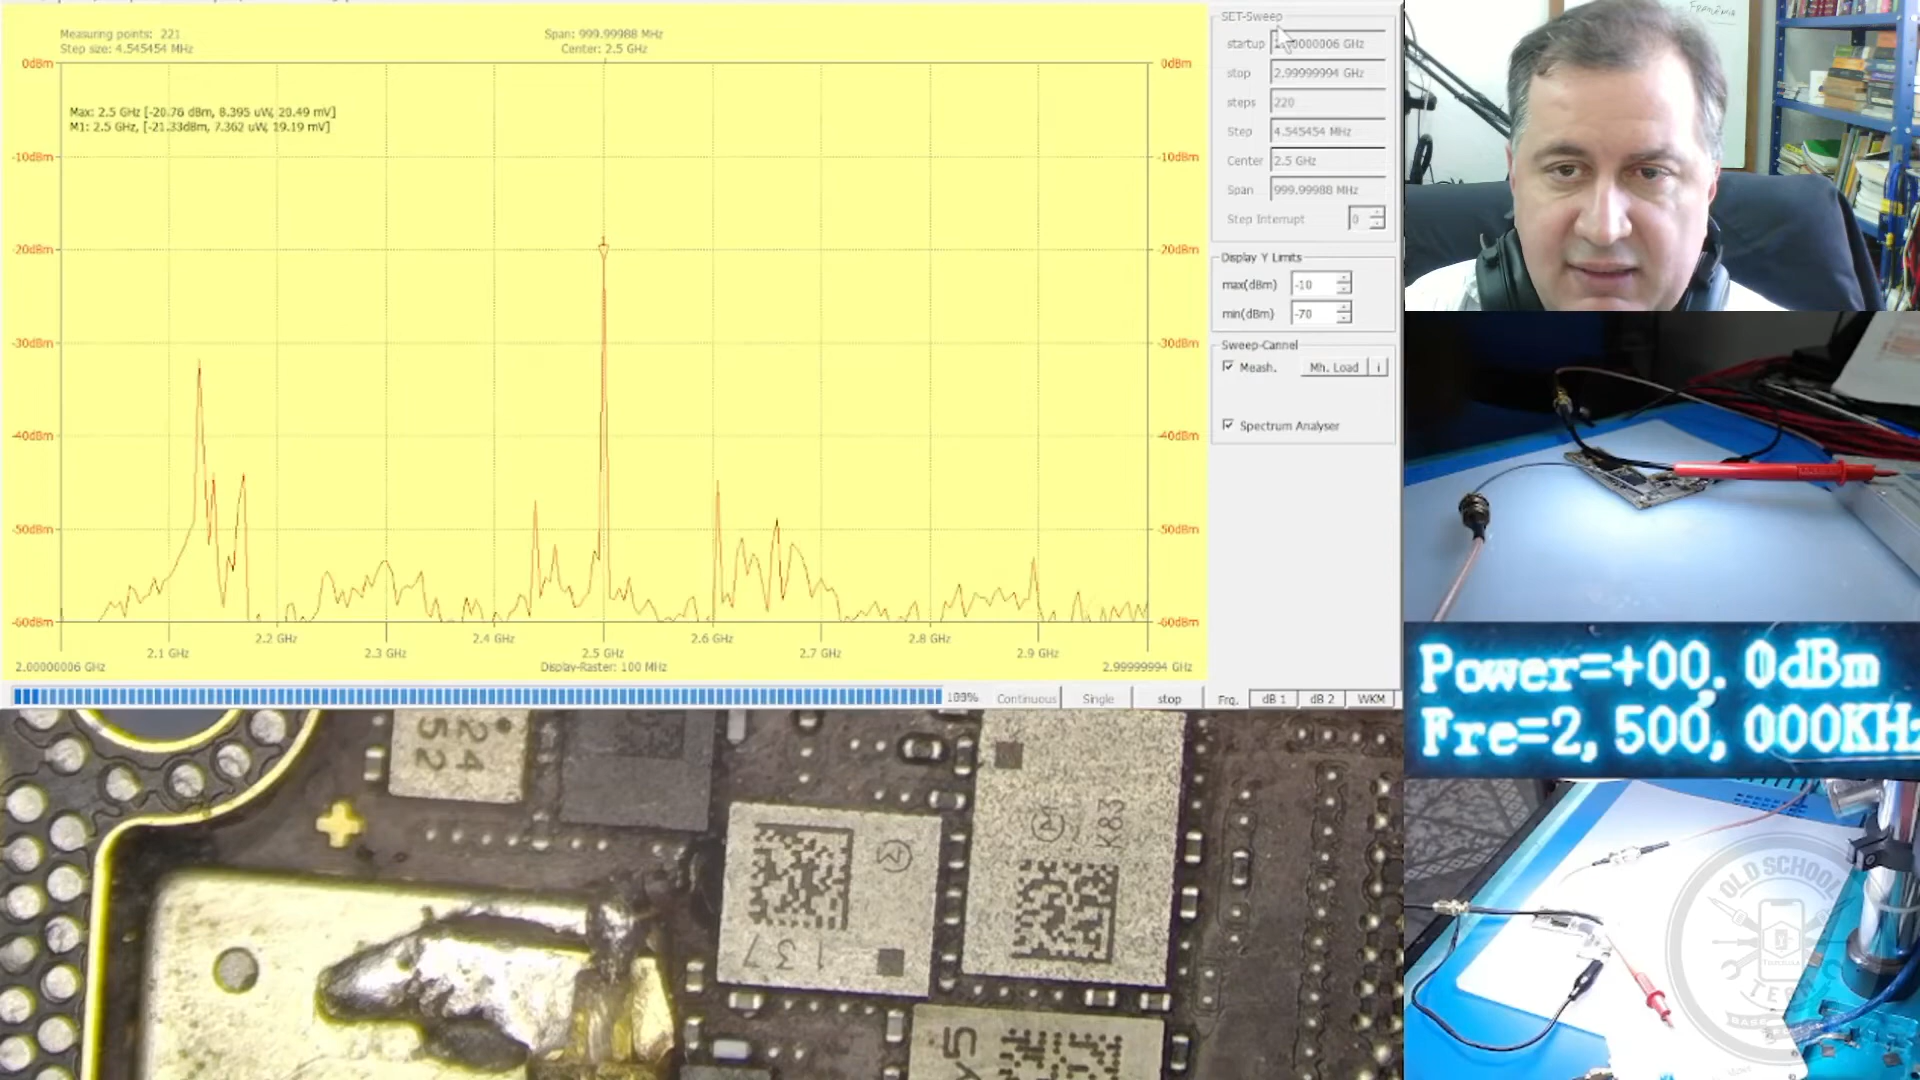 Measuring points: 221
Step size: 4.545454 MHz
Span: 999.99988 MHz
Center: 2.5 GHz
0dBm
0dBm
Max: 2.5 GHz [-20.76 dBm, 8.395 uW, 20.49 mV]
M1: 2.5 GHz, [-21.33dBm, 7.362 uW, 19.19 mV]
-10dBm
-10dBm
1
-20dBm
-20dBm
-30dBm
-30dBm
-40dBm
-40dBm
-50dBm
-50dBm
-60dBm
-60dBm
2.2 GHz
2.4 GHz
2.6 GHz
2.8 GHz
2.1 GHz
2.3 GHz
2.5 GHz
2.7 GHz
2.9 GHz
2.00000006 GHz
Display-Raster: 100 MHz
2.99999994 GHz
Continuous
Single
stop
SET-Sweep
startup
stop 2.99999994 GHz
steps 220
Step 4.545454 MHz
Center 2.5 GHz
Span 999.99988 MHz
Step Interrupt 0
Display Y Limits
max(dBm) -10
min(dBm) -70
Sweep-Cannel
Meash. Mh. Load i
Spectrum Analyser
Frq. dB 1 dB 2 WKM
Power=+00. 0dBm
Fre=2, 500, 000KHz
24
52
137
K83
Y5
OLD SCHOOL